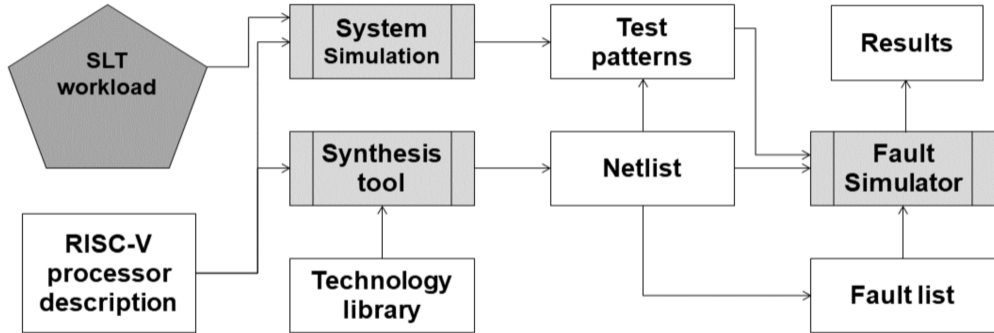 SLT
workload
System
Simulation
Test
patterns
Results
Synthesis
tool
Netlist
Fault
Simulator
RISC-V
processor
description
Technology
library
Fault list